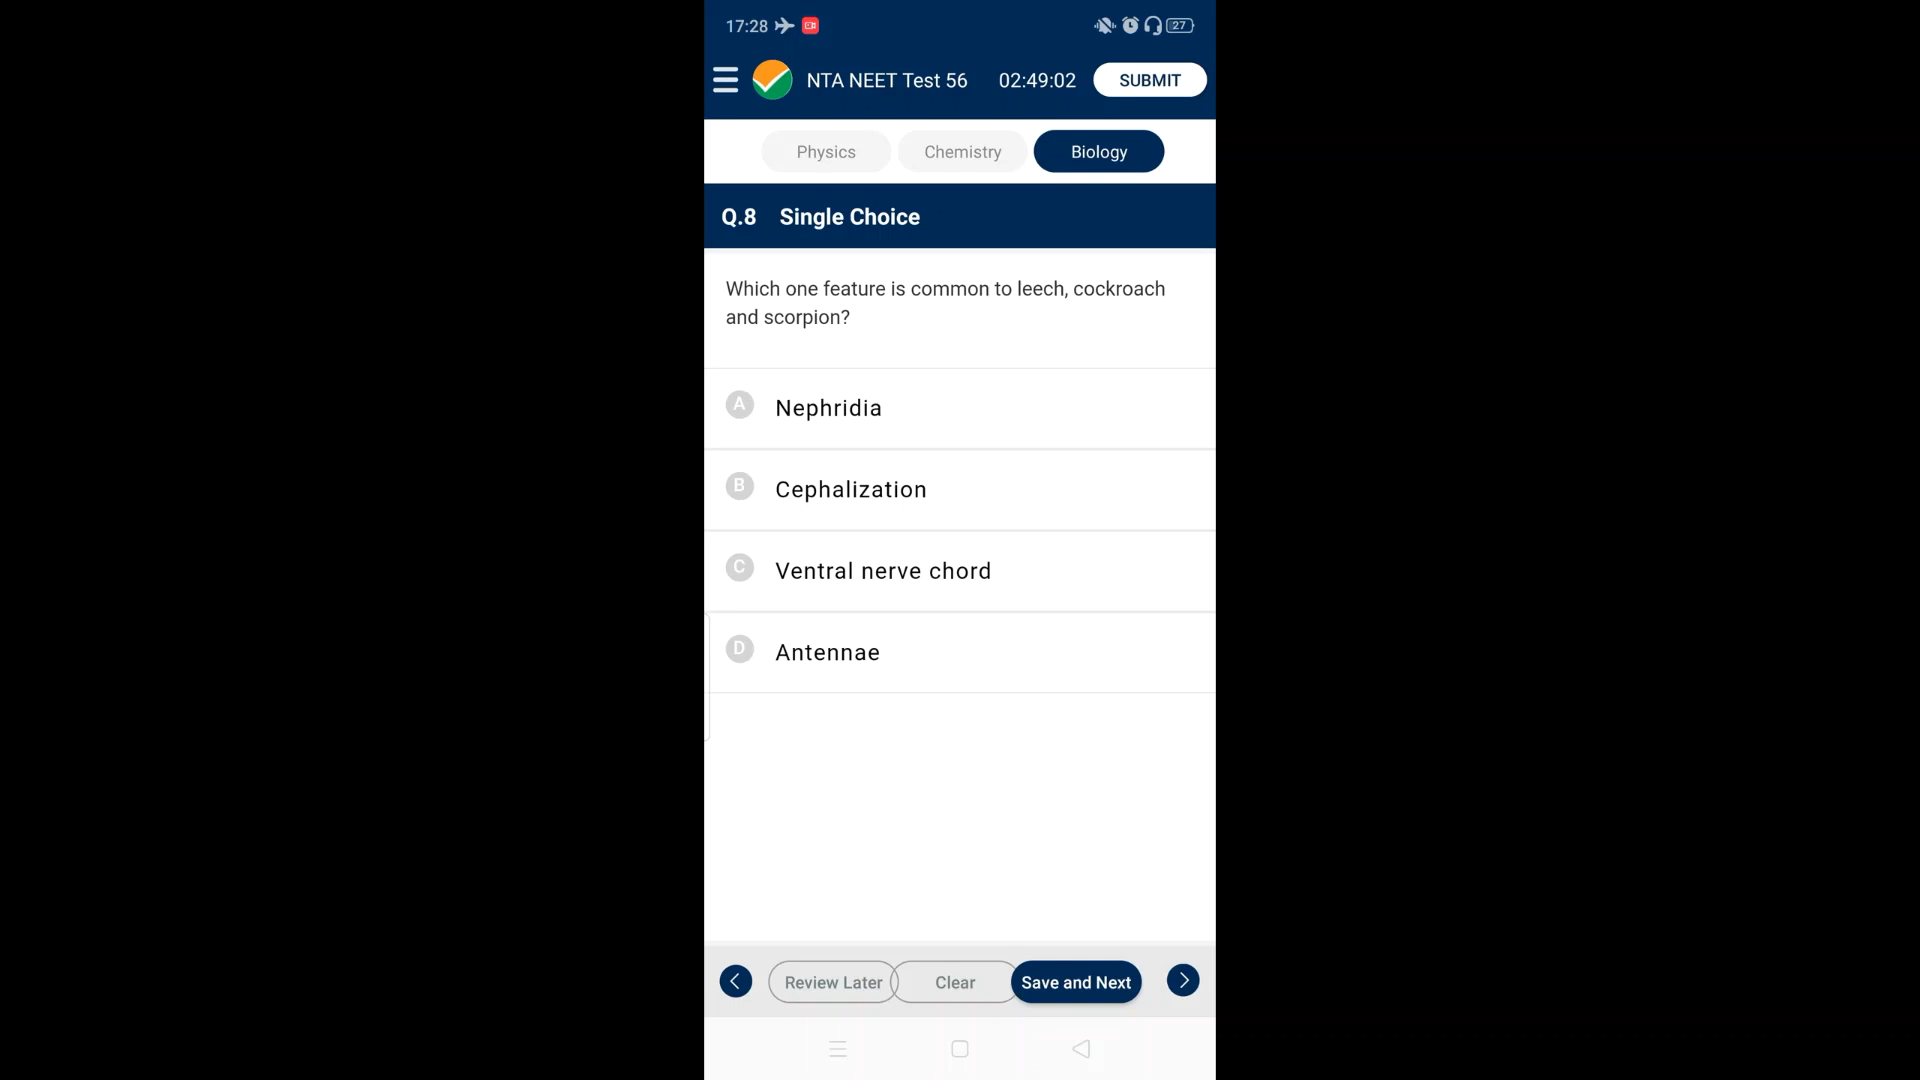 17:28 27
NTA NEET Test 56 02:49:02 SUBMIT
Physics Chemistry Biology
Q.8 Single Choice
Which one feature is common to leech, cockroach
and scorpion?
A Nephridia
B Cephalization
C Ventral nerve chord
D Antennae
Review Later Clear Save and Next